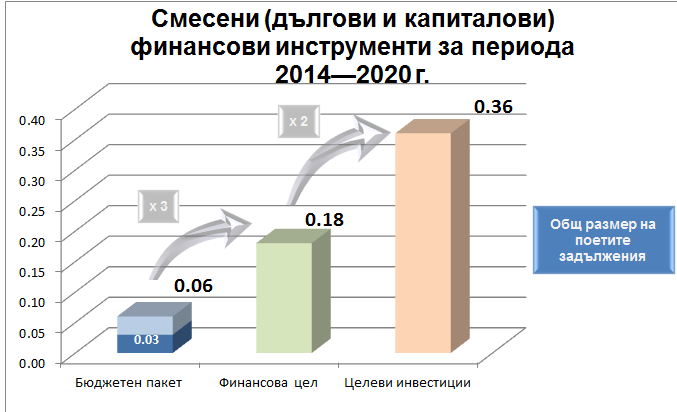 Смесени (дългови и капиталови)
финансови инструменти за периода
2014—2020 г.
0.40
0.35
0.30
0.25
0.20
0.15
0.10
0.05
0.00
x 3
x 2
0.06
0.03
0.18
0.36
Бюджетен пакет
Финансова цел
Целеви инвестиции
Общ размер на
поетите
задължения